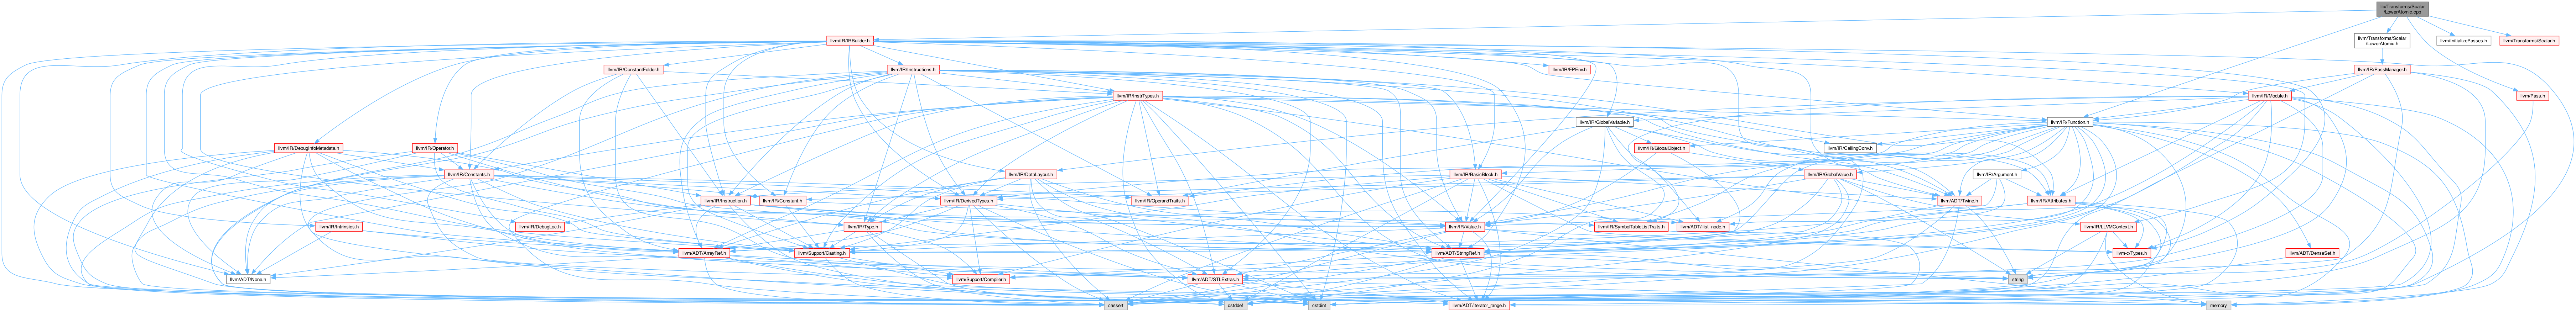 lib/Transforms/Scalar
/LowerAtomic.cpp
llvm/IR/IRBuilder.h
llvm/Transforms/Scalar
/LowerAtomic.h
llvm/InitializePasses.h
llvm/Transforms/Scalar.h
llvm/IR/ConstantFolder.h
llvm/IR/Instructions.h
llvm/IR/FPEnv.h
llvm/IR/PassManager.h
llvm/IR/InstrTypes.h
llvm/IR/Module.h
llvm/Pass.h
llvm/IR/GlobalVariable.h
llvm/IR/Function.h
llvm/IR/DebugInfoMetadata.h
llvm/IR/Operator.h
llvm/IR/GlobalObject.h
llvm/IR/CallingConv.h
llvm/IR/Constants.h
llvm/IR/DataLayout.h
llvm/IR/BasicBlock.h
llvm/IR/GlobalValue.h
llvm/IR/Argument.h
llvm/IR/Instruction.h
llvm/IR/Constant.h
llvm/IR/DerivedTypes.h
llvm/IR/OperandTraits.h
llvm/ADT/Twine.h
llvm/IR/Attributes.h
llvm/IR/Intrinsics.h
llvm/IR/DebugLoc.h
llvm/IR/Type.h
llvm/IR/Value.h
llvm/IR/SymbolTableListTraits.h
llvm/ADT/ilist_node.h
llvm/IR/LLVMContext.h
llvm/ADT/ArrayRef.h
llvm/Support/Casting.h
llvm/ADT/StringRef.h
llvm-c/Types.h
llvm/ADT/DenseSet.h
llvm/ADT/None.h
llvm/Support/Compiler.h
llvm/ADT/STLExtras.h
string
cassert
cstddef
cstdint
llvm/ADT/iterator_range.h
memory